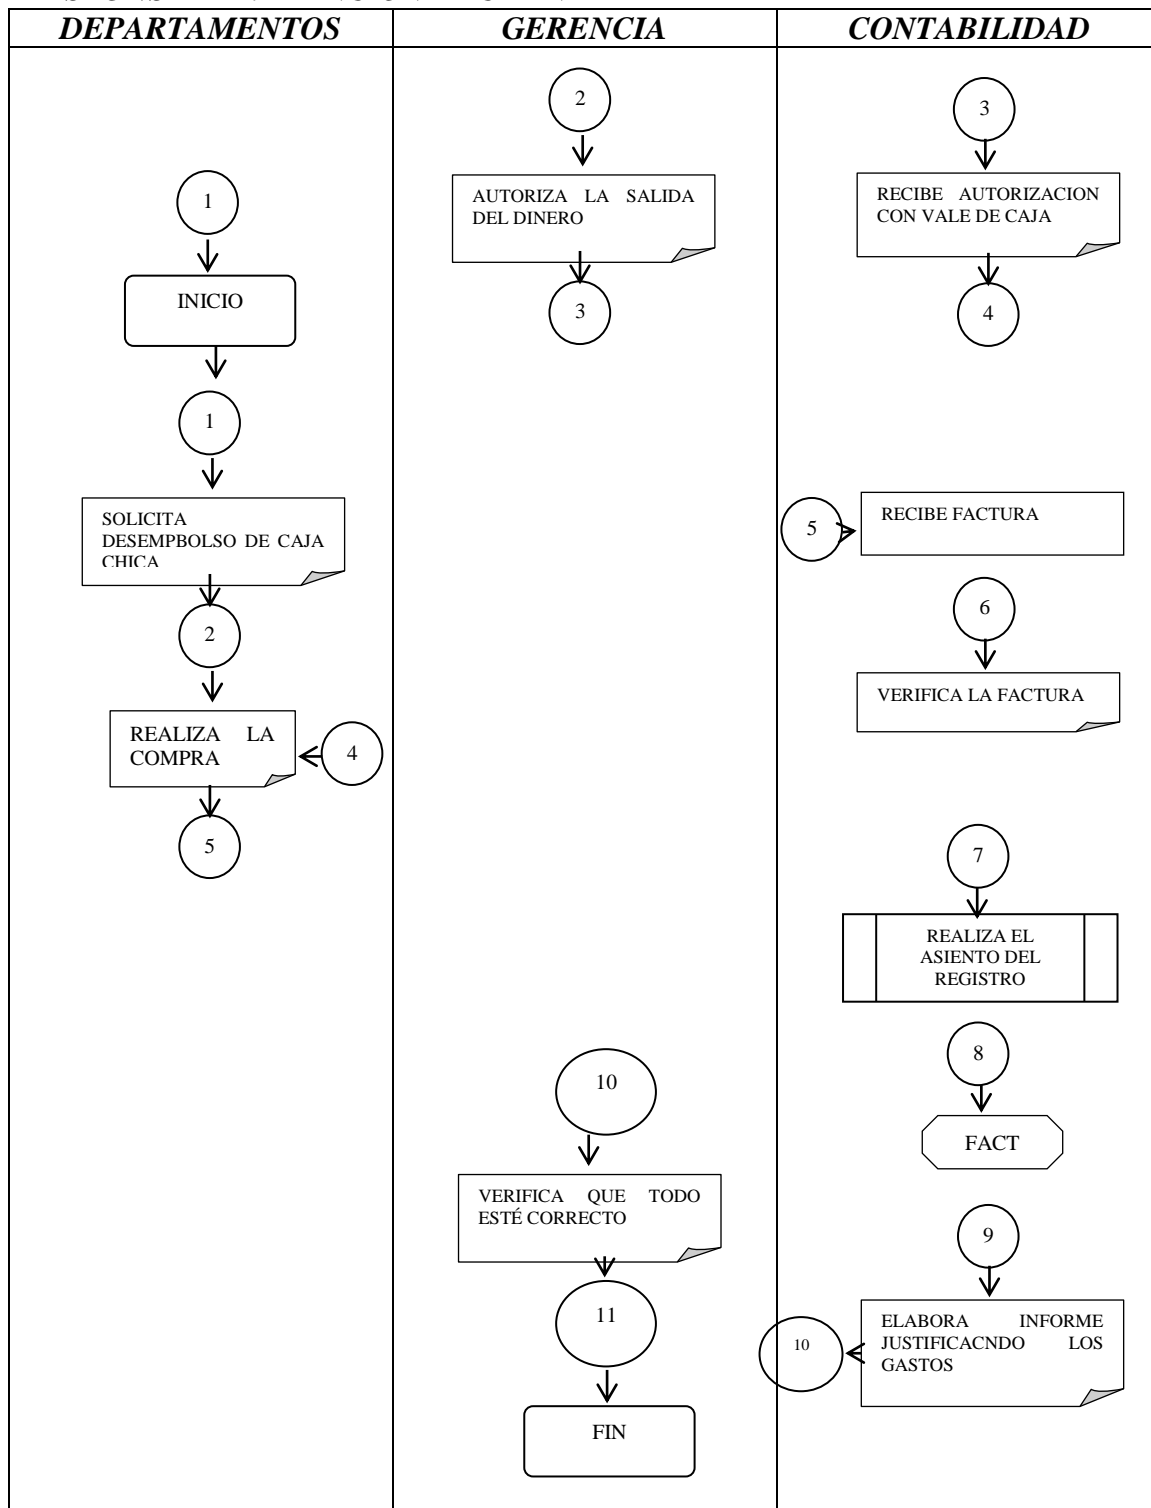 DEPARTAMENTOS
GERENCIA
CONTABILIDAD
1
INICIO
1
SOLICITA
DESEMPBOLSO DE CAJA
CHICA
2
REALIZA LA
COMPRA
4
5
2
AUTORIZA LA SALIDA
DEL DINERO
3
10
VERIFICA QUE TODO
ESTÉ CORRECTO
11
FIN
3
RECIBE AUTORIZACION
CON VALE DE CAJA
4
5
RECIBE FACTURA
6
VERIFICA LA FACTURA
7
REALIZA EL
ASIENTO DEL
REGISTRO
8
FACT
9
ELABORA INFORME
JUSTIFICACNDO LOS
GASTOS
10